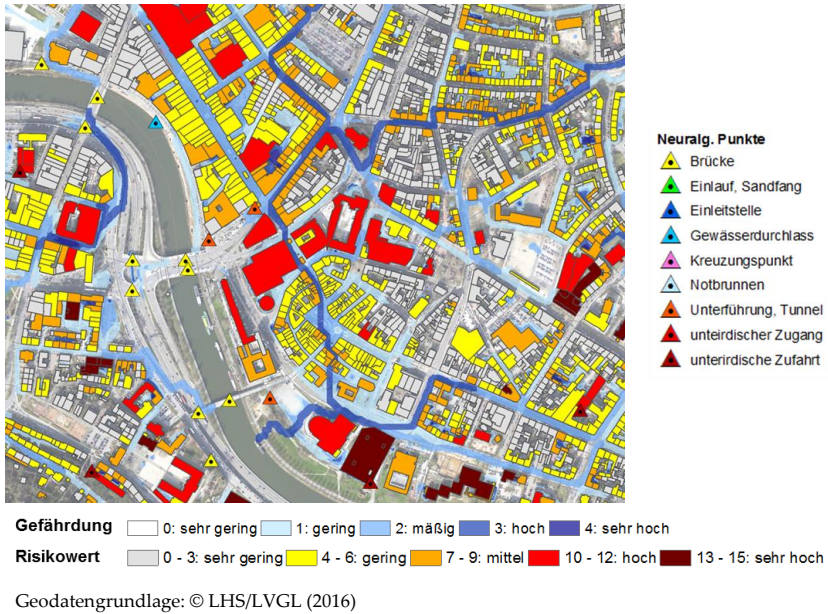 Neuralg. Punkte
Brücke
Einlauf, Sandfang
Einleitstelle
Gewässerdurchlass
Kreuzungspunkt
Notbrunnen
Unterführung, Tunnel
unteirdischer Zugang
unterirdische Zufahrt
Gefährdung 0: sehr gering 1: gering 2: mäßig 3: hoch 4: sehr hoch
Risikowert 0 - 3: sehr gering 4 - 6: gering 7 - 9: mittel 10 - 12: hoch 13 - 15: sehr hoch
Geodatengrundlage: © LHS/LVGL (2016)